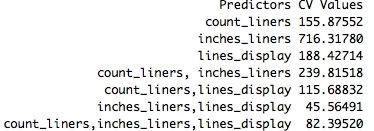 Predictors CV Values
count_liners 155.87552
inches_liners 716.31780
lines_display 188.42714
count_liners, inches_liners 239.81518
count_liners,lines_display 115.68832
inches_liners,lines_display 45.56491
count_liners,inches_liners,lines_display 82.39520